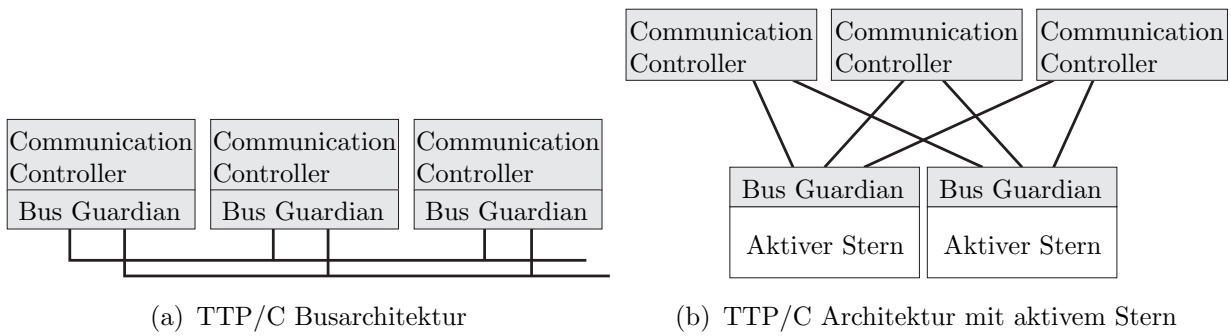 Communication
Controller
Bus Guardian
Communication
Controller
Bus Guardian
Communication
Controller
Bus Guardian
(a) TTP/C Busarchitektur
Communication
Controller
Communication
Controller
Communication
Controller
Bus Guardian
Aktiver Stern
Bus Guardian
Aktiver Stern
(b) TTP/C Architektur mit aktivem Stern